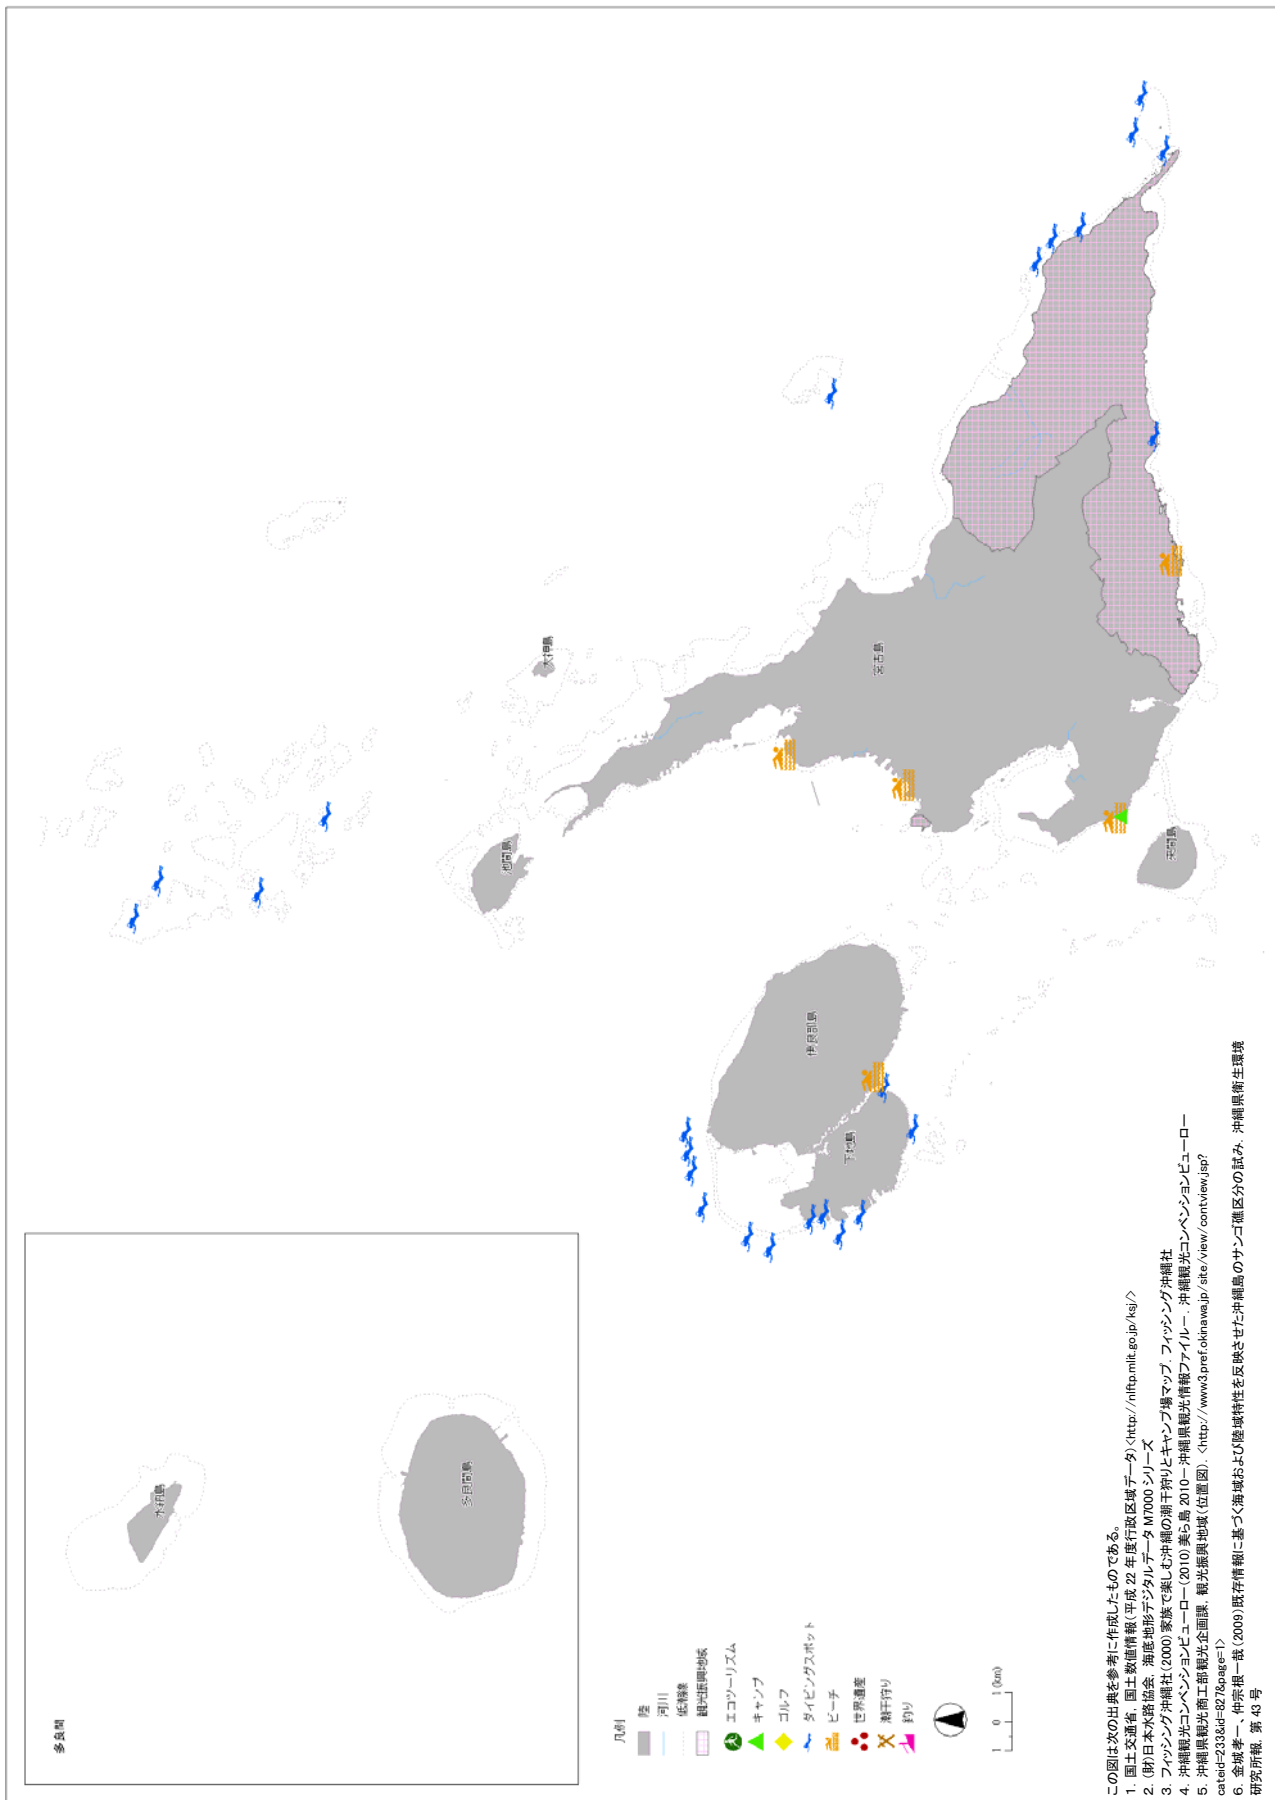 多良間
水納島
多良間島
池間島
大神島
宮古島
伊良部島
下地島
来間島
凡例
陸
河川
低潮線
観光振興地域
エコツーリズム
キャンプ
ゴルフ
ダイビングスポット
ビーチ
世界遺産
潮干狩り
釣り
1 0 1 (km)
この図は次の出典を参考に作成したものである。
1. 国土交通省, 国土数値情報(平成 22 年度行政区域データ)<http://nlftp.mlit.go.jp/ksj/>
2. (財)日本水路協会, 海底地形デジタルデータ M7000 シリーズ
3. フィッシング沖縄社(2000)家族で楽しむ沖縄の潮干狩りとキャンプ場マップ. フィッシング沖縄社
4. 沖縄観光コンベンションビューロー(2010)美ら島 2010－沖縄県観光情報ファイルー. 沖縄観光コンベンションビューロー
5. 沖縄県観光商工部観光企画課, 観光振興地域(位置図). <http://www3.pref.okinawa.jp/site/view/contview.jsp?
cateid=233&id=827&page=1>
6. 金城孝一、仲宗根一哉(2009)既存情報に基づく海域および陸域特性を反映させた沖縄島のサンゴ礁区分の試み. 沖縄県衛生環境
研究所報, 第 43 号